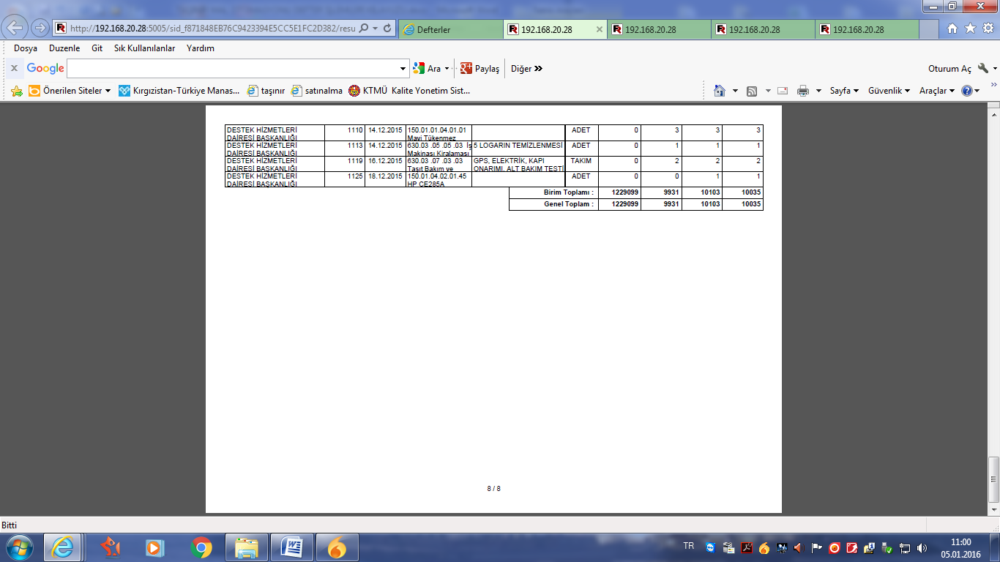 http://192.168.20.28:5005/sid_f871848EB76C9423394E5CC5E1FC2D382/resu
Defterler
192.168.20.28
192.168.20.28
192.168.20.28
192.168.20.28
Dosya Duzenle Git Sık Kullanılanlar Yardım
x Google Ara Paylaş Diğer »
Oturum Aç
Önerilen Siteler Kırgızistan-Türkiye Manas... taşınır satınalma KTMÜ Kalite Yonetim Sist...
Sayfa Güvenlik Araçlar
DESTEK HİZMETLERİ DAİRESİ BAŞKANLIĞI 1110 14.12.2015 150.01.01.04.01.01 Mavi Tükenmez ADET 0 3 3 3
DESTEK HİZMETLERİ DAİRESİ BAŞKANLIĞI 1113 14.12.2015 630.03 .05 .05 .03 İş Makinası Kiralaması 5 LOGARIN TEMİZLENMESİ ADET 0 1 1 1
DESTEK HİZMETLERİ DAİRESİ BAŞKANLIĞI 1119 16.12.2015 630.03 .07 .03 .03 Taşıt Bakım ve GPS, ELEKTRİK, KAPI ONARIMI, ALT BAKIM TESTİ TAKIM 0 2 2 2
DESTEK HİZMETLERİ DAİRESİ BAŞKANLIĞI 1125 18.12.2015 150.01.04.02.01.45 HP CE285A ADET 0 0 1 1
Birim Toplamı : 1229099 9931 10103 10035
Genel Toplam : 1229099 9931 10103 10035
8 / 8
Bitti
TR
11:00
05.01.2016